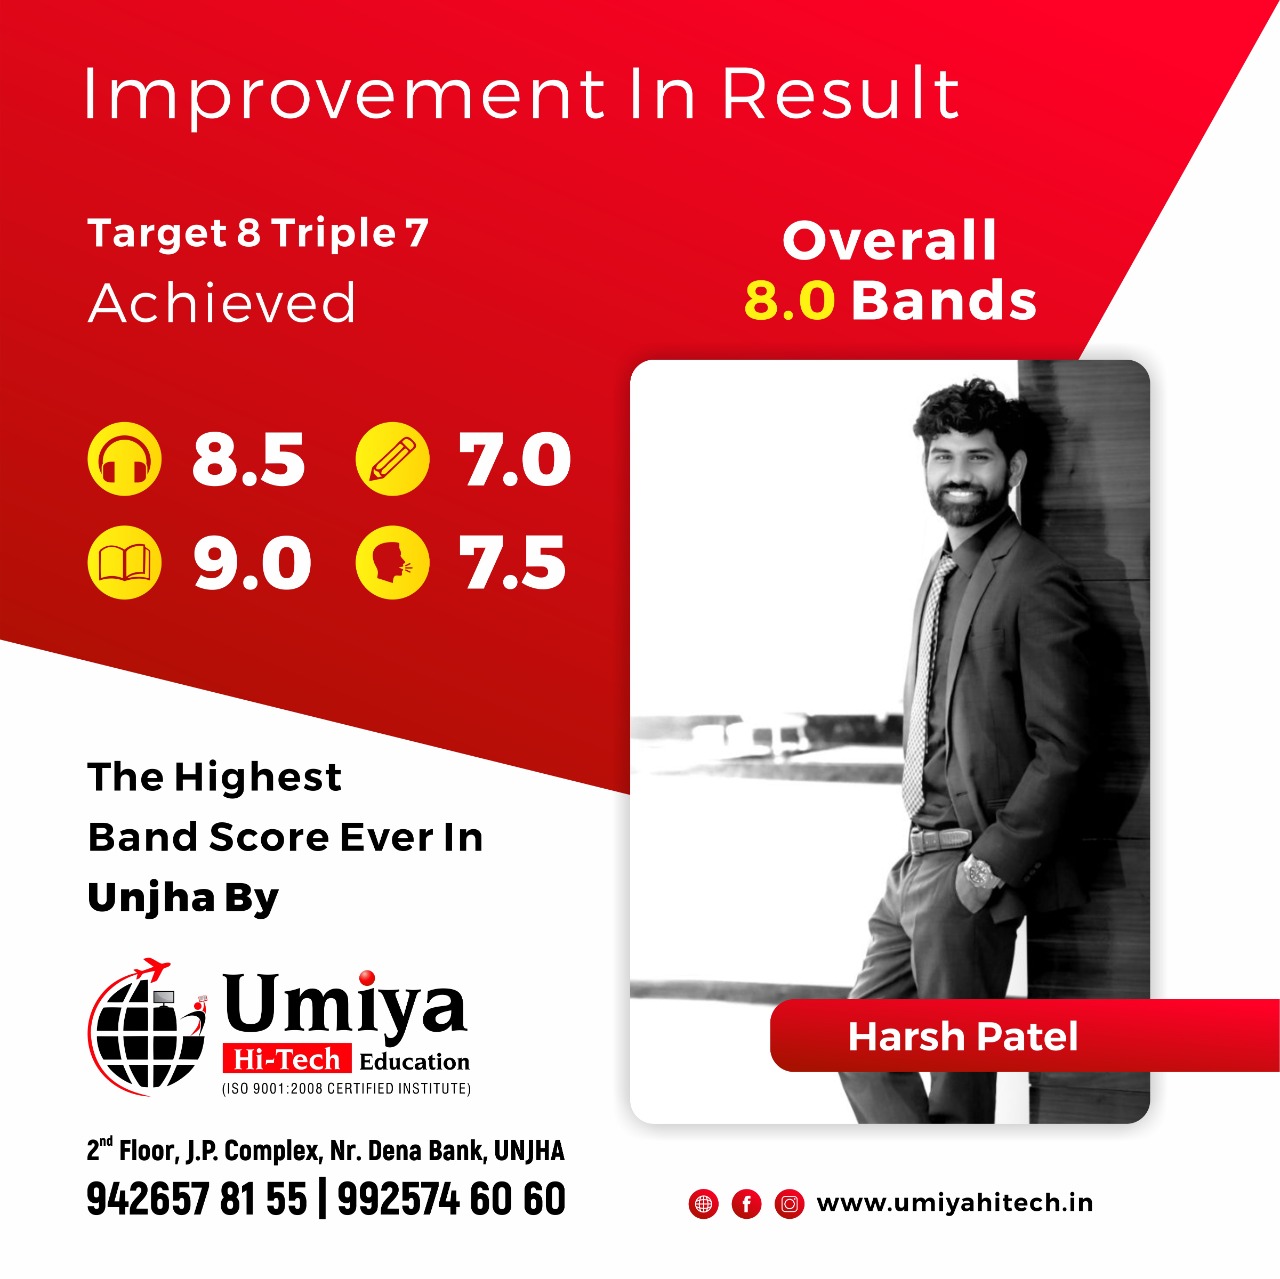 Improvement In Result
Target 8 Triple 7
Achieved
Overall
8.0 Bands
8.5
7.0
9.0
7.5
The Highest
Band Score Ever In
Unjha By
Umiya
Hi-Tech Education
(ISO 9001:2008 CERTIFIED INSTITUTE)
Harsh Patel
2nd Floor, J.P. Complex, Nr. Dena Bank, UNJHA
942657 81 55 | 992574 60 60
www.umiyahitech.in